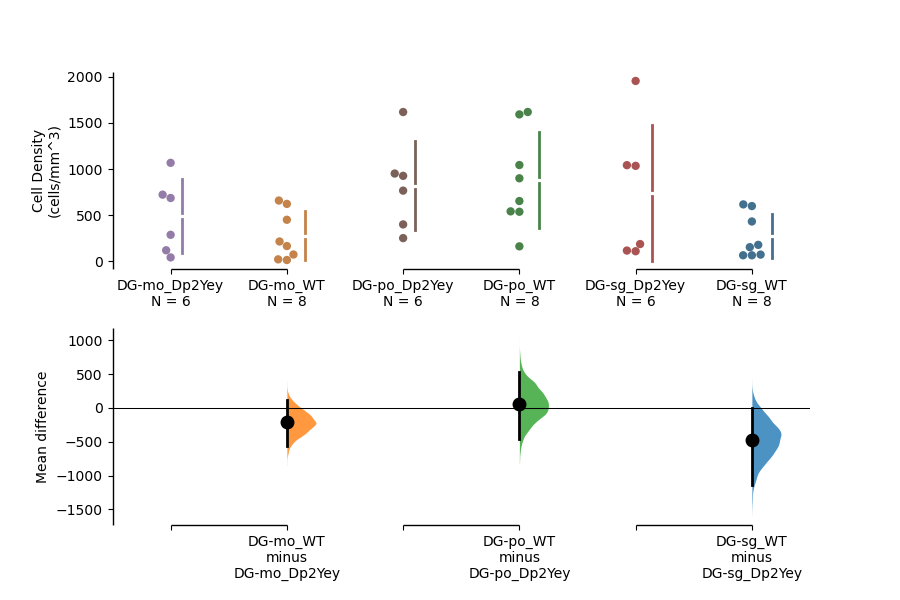 2000
1500
1000
500
0
Cell Density
(cells/mm^3)
DG-mo_Dp2Yey
N = 6
DG-mo_WT
N = 8
DG-po_Dp2Yey
N = 6
DG-po_WT
N = 8
DG-sg_Dp2Yey
N = 6
DG-sg_WT
N = 8
1000
500
0
−500
−1000
−1500
Mean difference
DG-mo_WT
minus
DG-mo_Dp2Yey
DG-po_WT
minus
DG-po_Dp2Yey
DG-sg_WT
minus
DG-sg_Dp2Yey